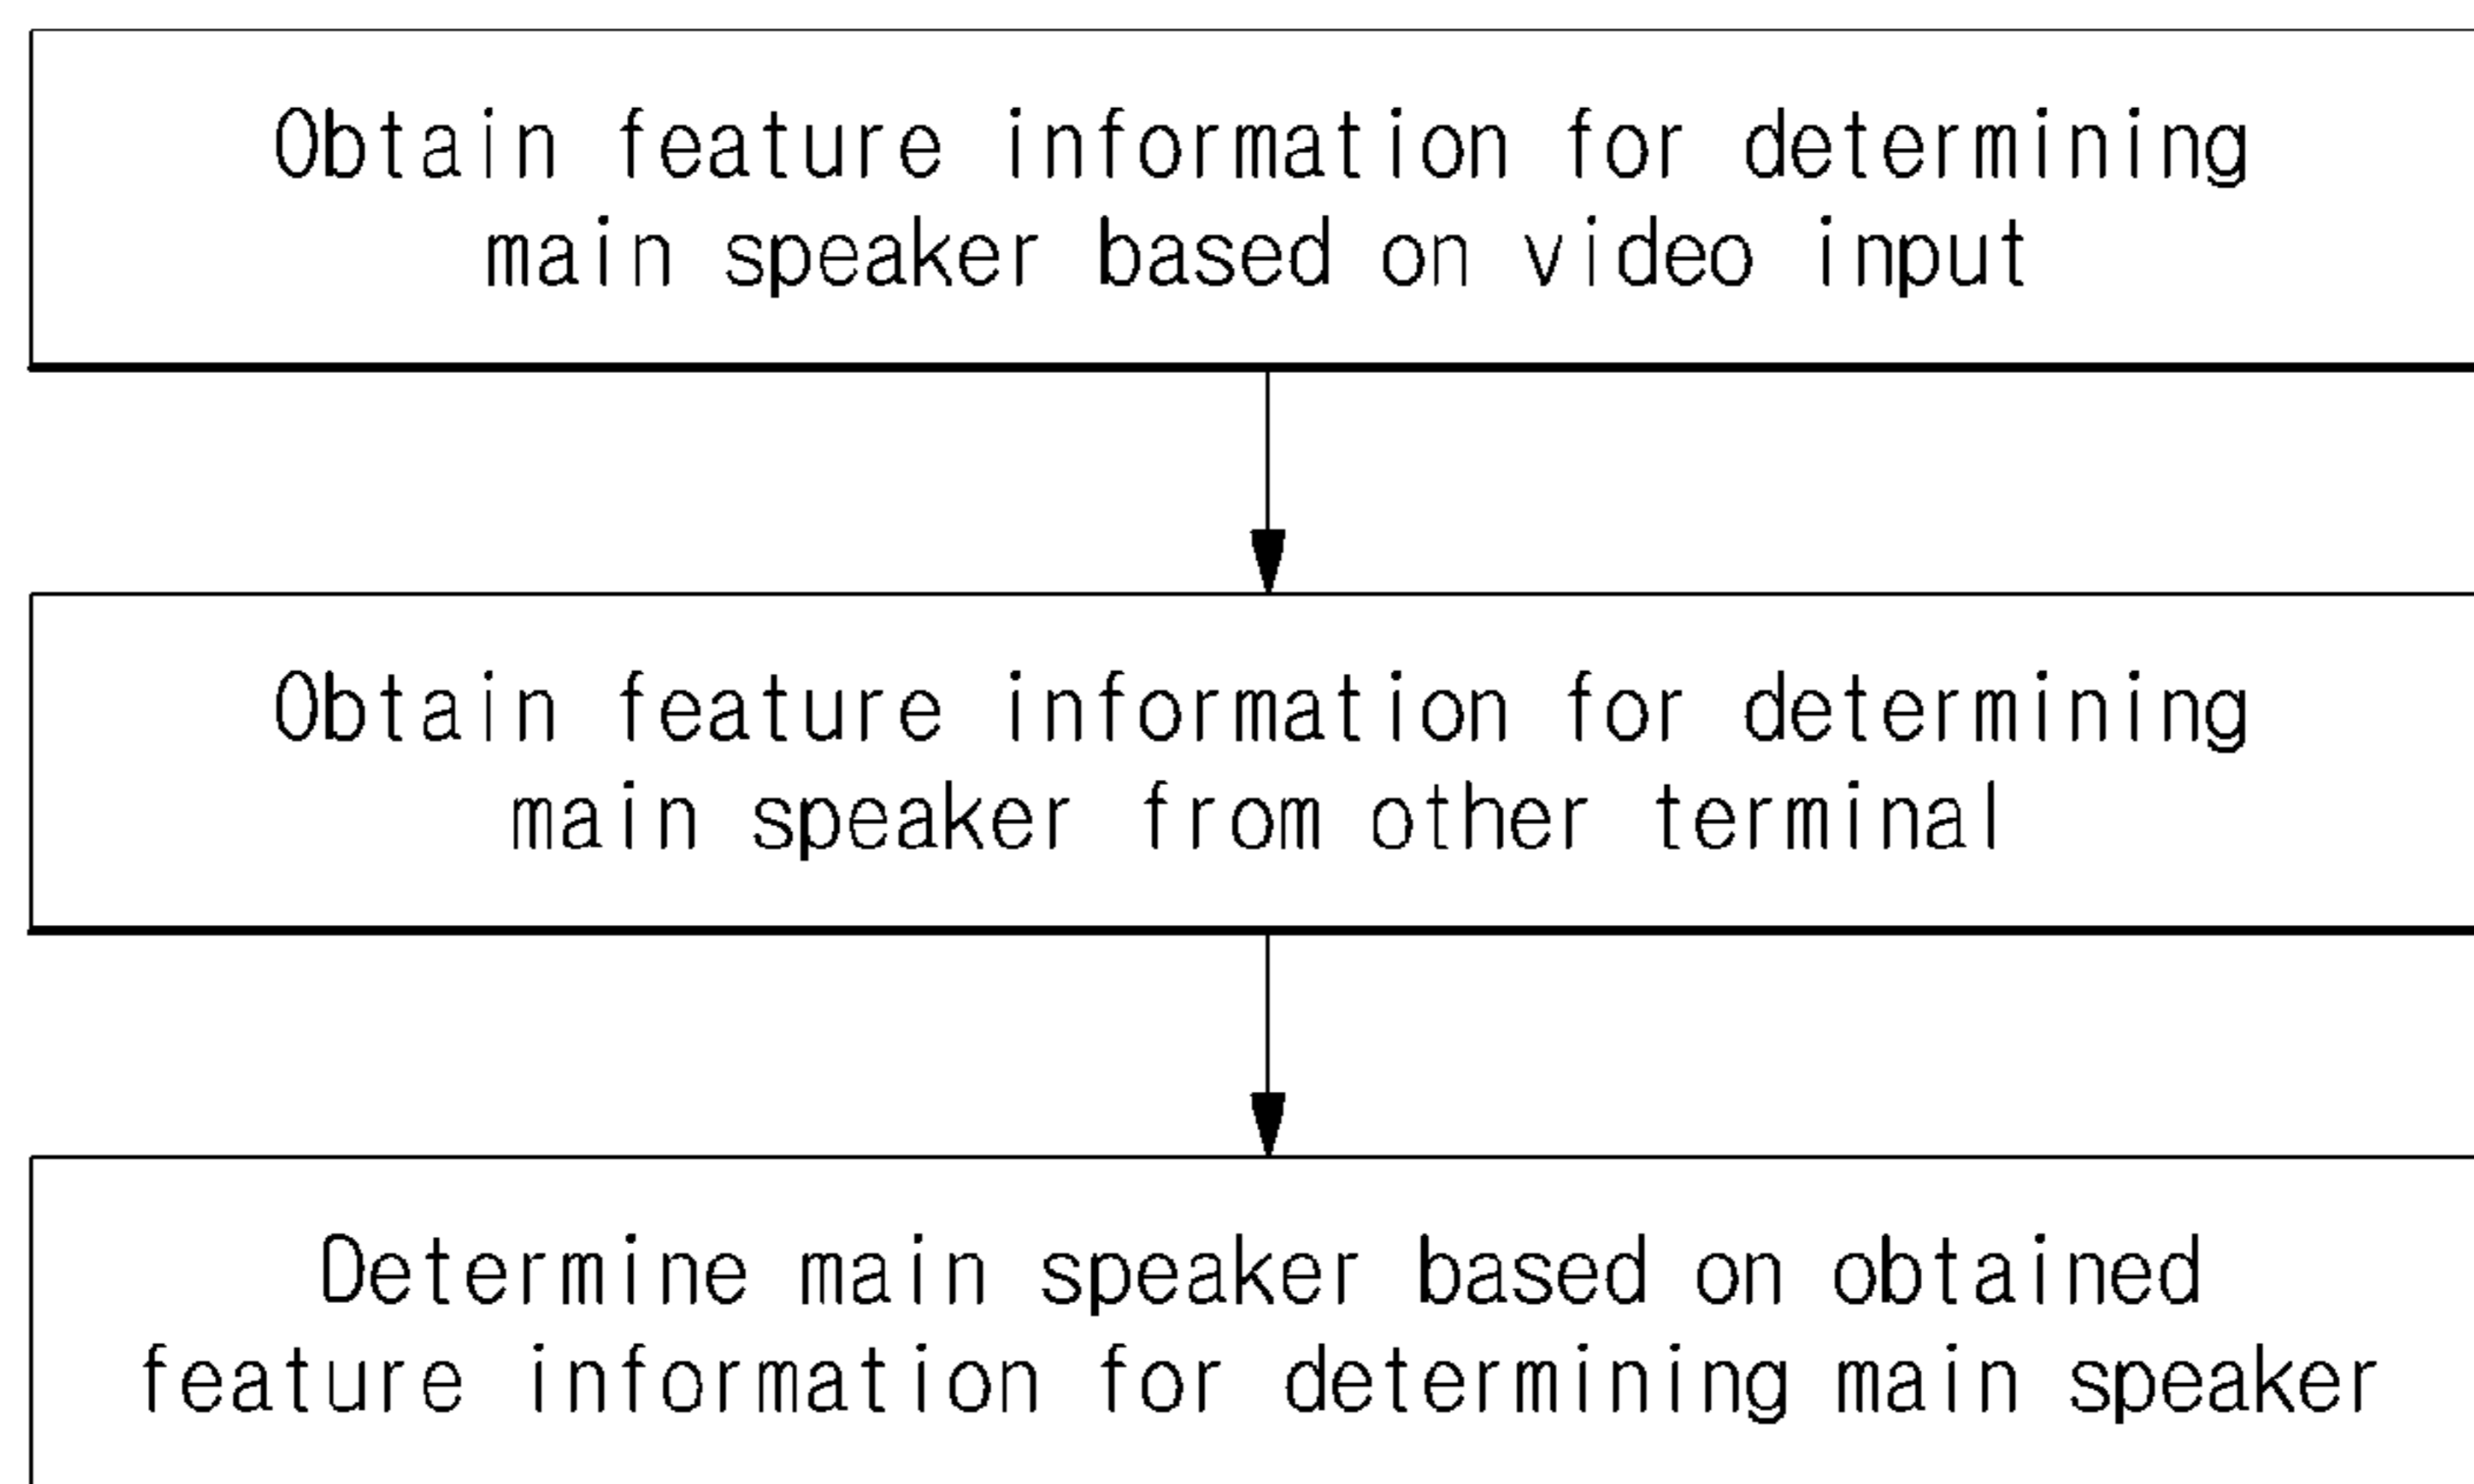 Obtain feature information for determining
main speaker based on video input
Obtain feature information for determining
main speaker from other terminal
Determine main speaker based on obtained
feature information for determining main speaker